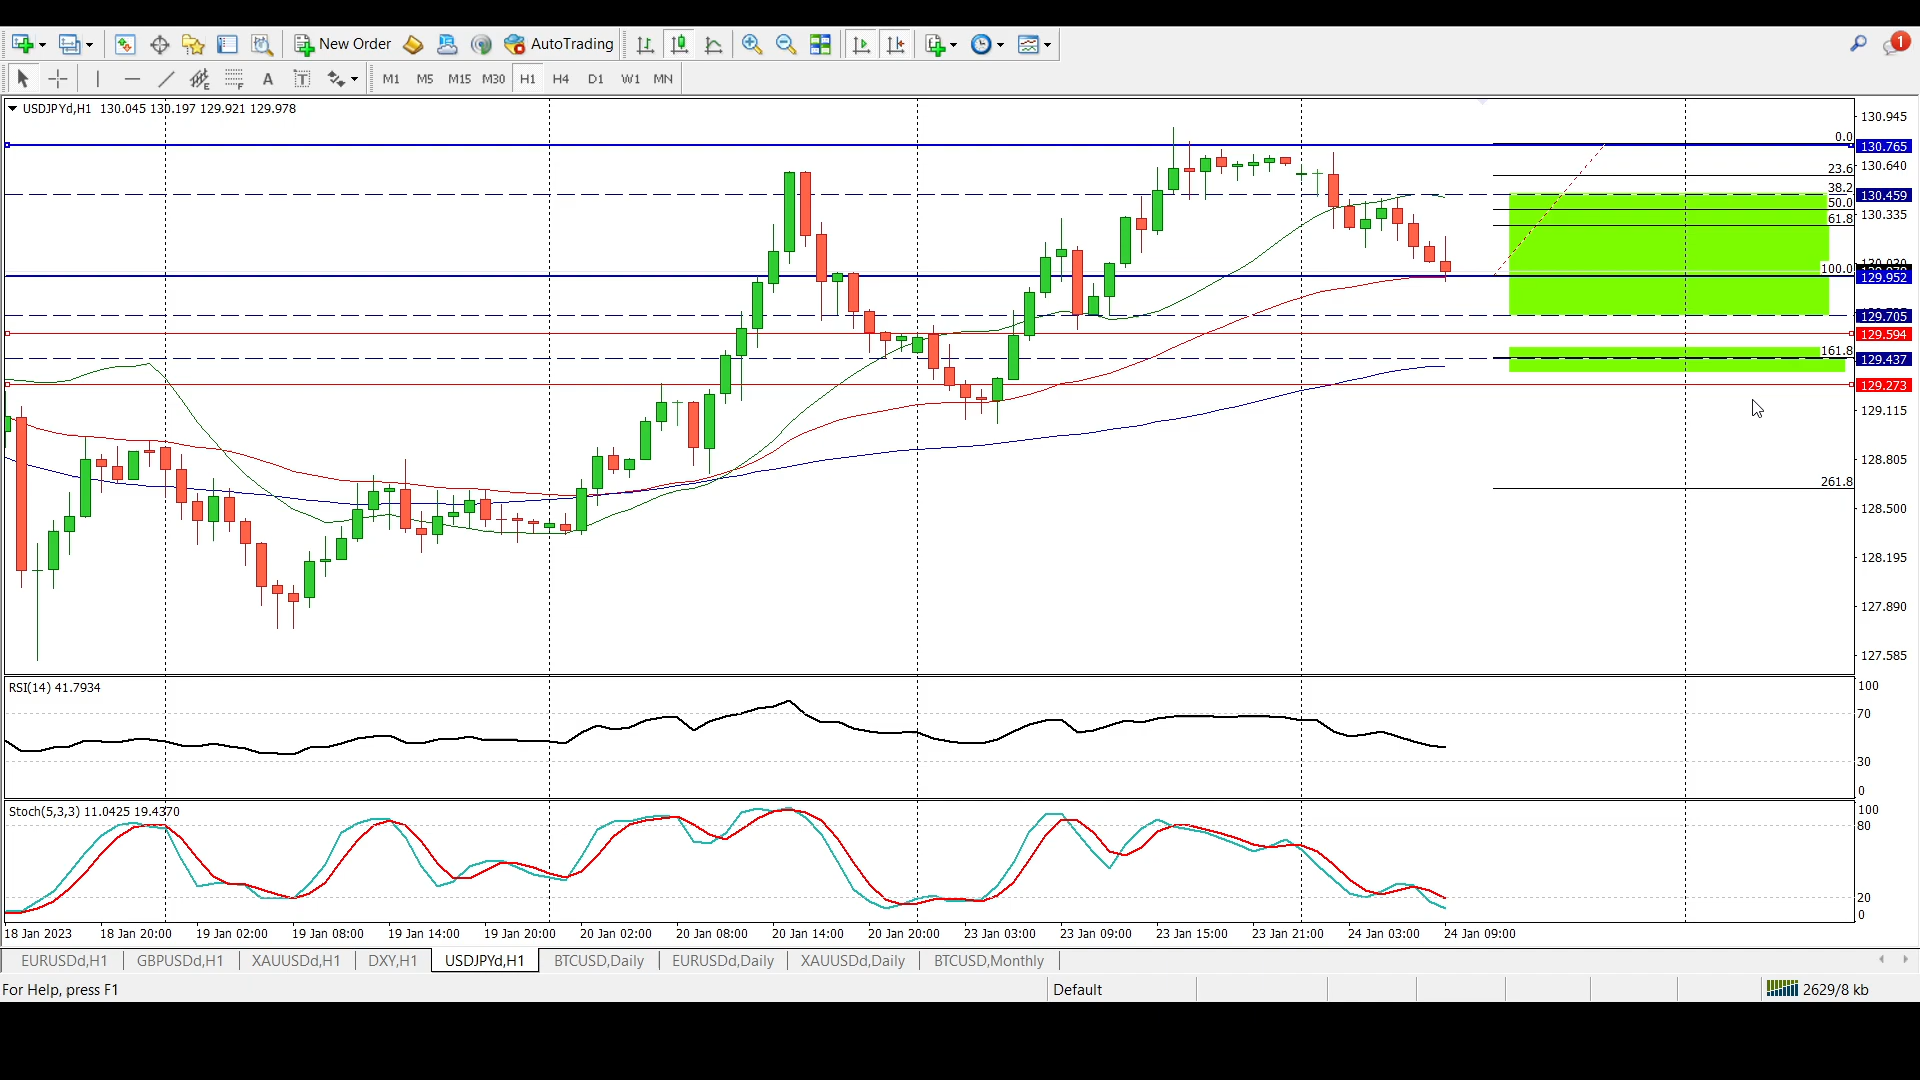 New Order
AutoTrading
1
E
F
A
T
M1 M5 M15 M30 H1 H4 D1 W1 MN
USDJPYd,H1 130.045 130.197 129.921 129.978
130.945
0.0
130.765
130.640
23.6
38.2
130.459
50.0
130.335
61.8
100.0
129.952
129.705
129.594
161.8
129.437
129.273
129.115
128.805
261.8
128.500
128.195
127.890
127.585
RSI(14) 41.7934
100
70
30
0
Stoch(5,3,3) 11.0425 19.4370
100
80
20
0
18 Jan 2023 18 Jan 20:00 19 Jan 02:00 19 Jan 08:00 19 Jan 14:00 19 Jan 20:00 20 Jan 02:00 20 Jan 08:00 20 Jan 14:00 20 Jan 20:00 23 Jan 03:00 23 Jan 09:00 23 Jan 15:00 23 Jan 21:00 24 Jan 03:00 24 Jan 09:00
EURUSDd,H1 GBPUSDd,H1 XAUUSDd,H1 DXY,H1 USDJPYd,H1 BTCUSD,Daily EURUSDd,Daily XAUUSDd,Daily BTCUSD,Monthly
For Help, press F1
Default
2629/8 kb